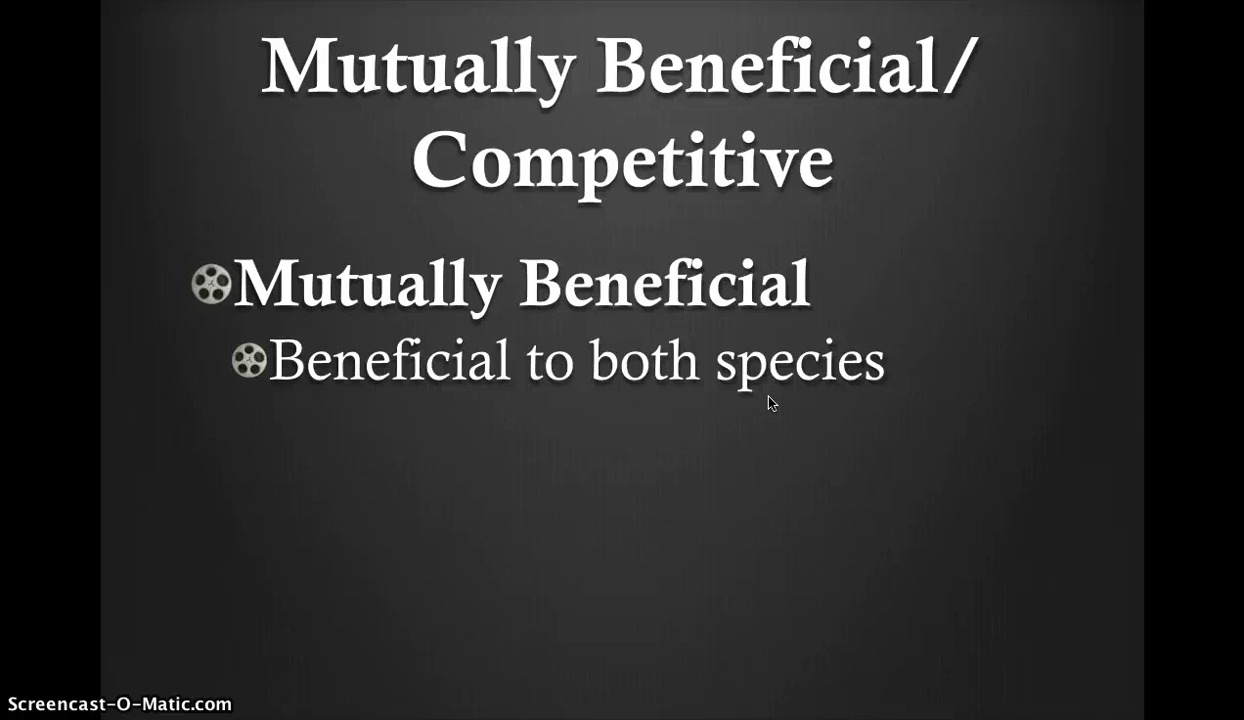 Mutually Beneficial/
Competitive
Mutually Beneficial
Beneficial to both species
Screencast-O-Matic.com